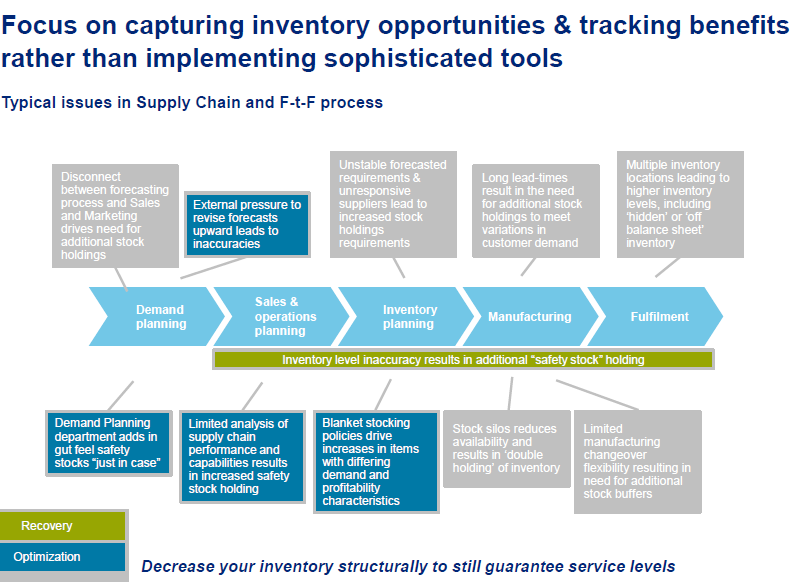 Focus on capturing inventory opportunities & tracking benefits
rather than implementing sophisticated tools
Typical issues in Supply Chain and F-t-F process
Disconnect
between forecasting
process and Sales
and Marketing
drives need for
additional stock
holdings
External pressure to
revise forecasts
upward leads to
inaccuracies
Unstable forecasted
requirements &
unresponsive
suppliers lead to
increased stock
holdings
requirements
Long lead-times
result in the need
for additional stock
holdings to meet
variations in
customer demand
Multiple inventory
locations leading to
higher inventory
levels, including
‘hidden’ or ‘off
balance sheet’
inventory
Demand
planning
Sales &
operations
planning
Inventory
planning
Manufacturing
Fulfilment
Inventory level inaccuracy results in additional “safety stock” holding
Demand Planning
department adds in
gut feel safety
stocks “just in case”
Limited analysis of
supply chain
performance and
capabilities results
in increased safety
stock holding
Blanket stocking
policies drive
increases in items
with differing
demand and
profitability
characteristics
Stock silos reduces
availability and
results in ‘double
holding’ of inventory
Limited
manufacturing
changeover
flexibility resulting in
need for additional
stock buffers
Recovery
Optimization
Decrease your inventory structurally to still guarantee service levels